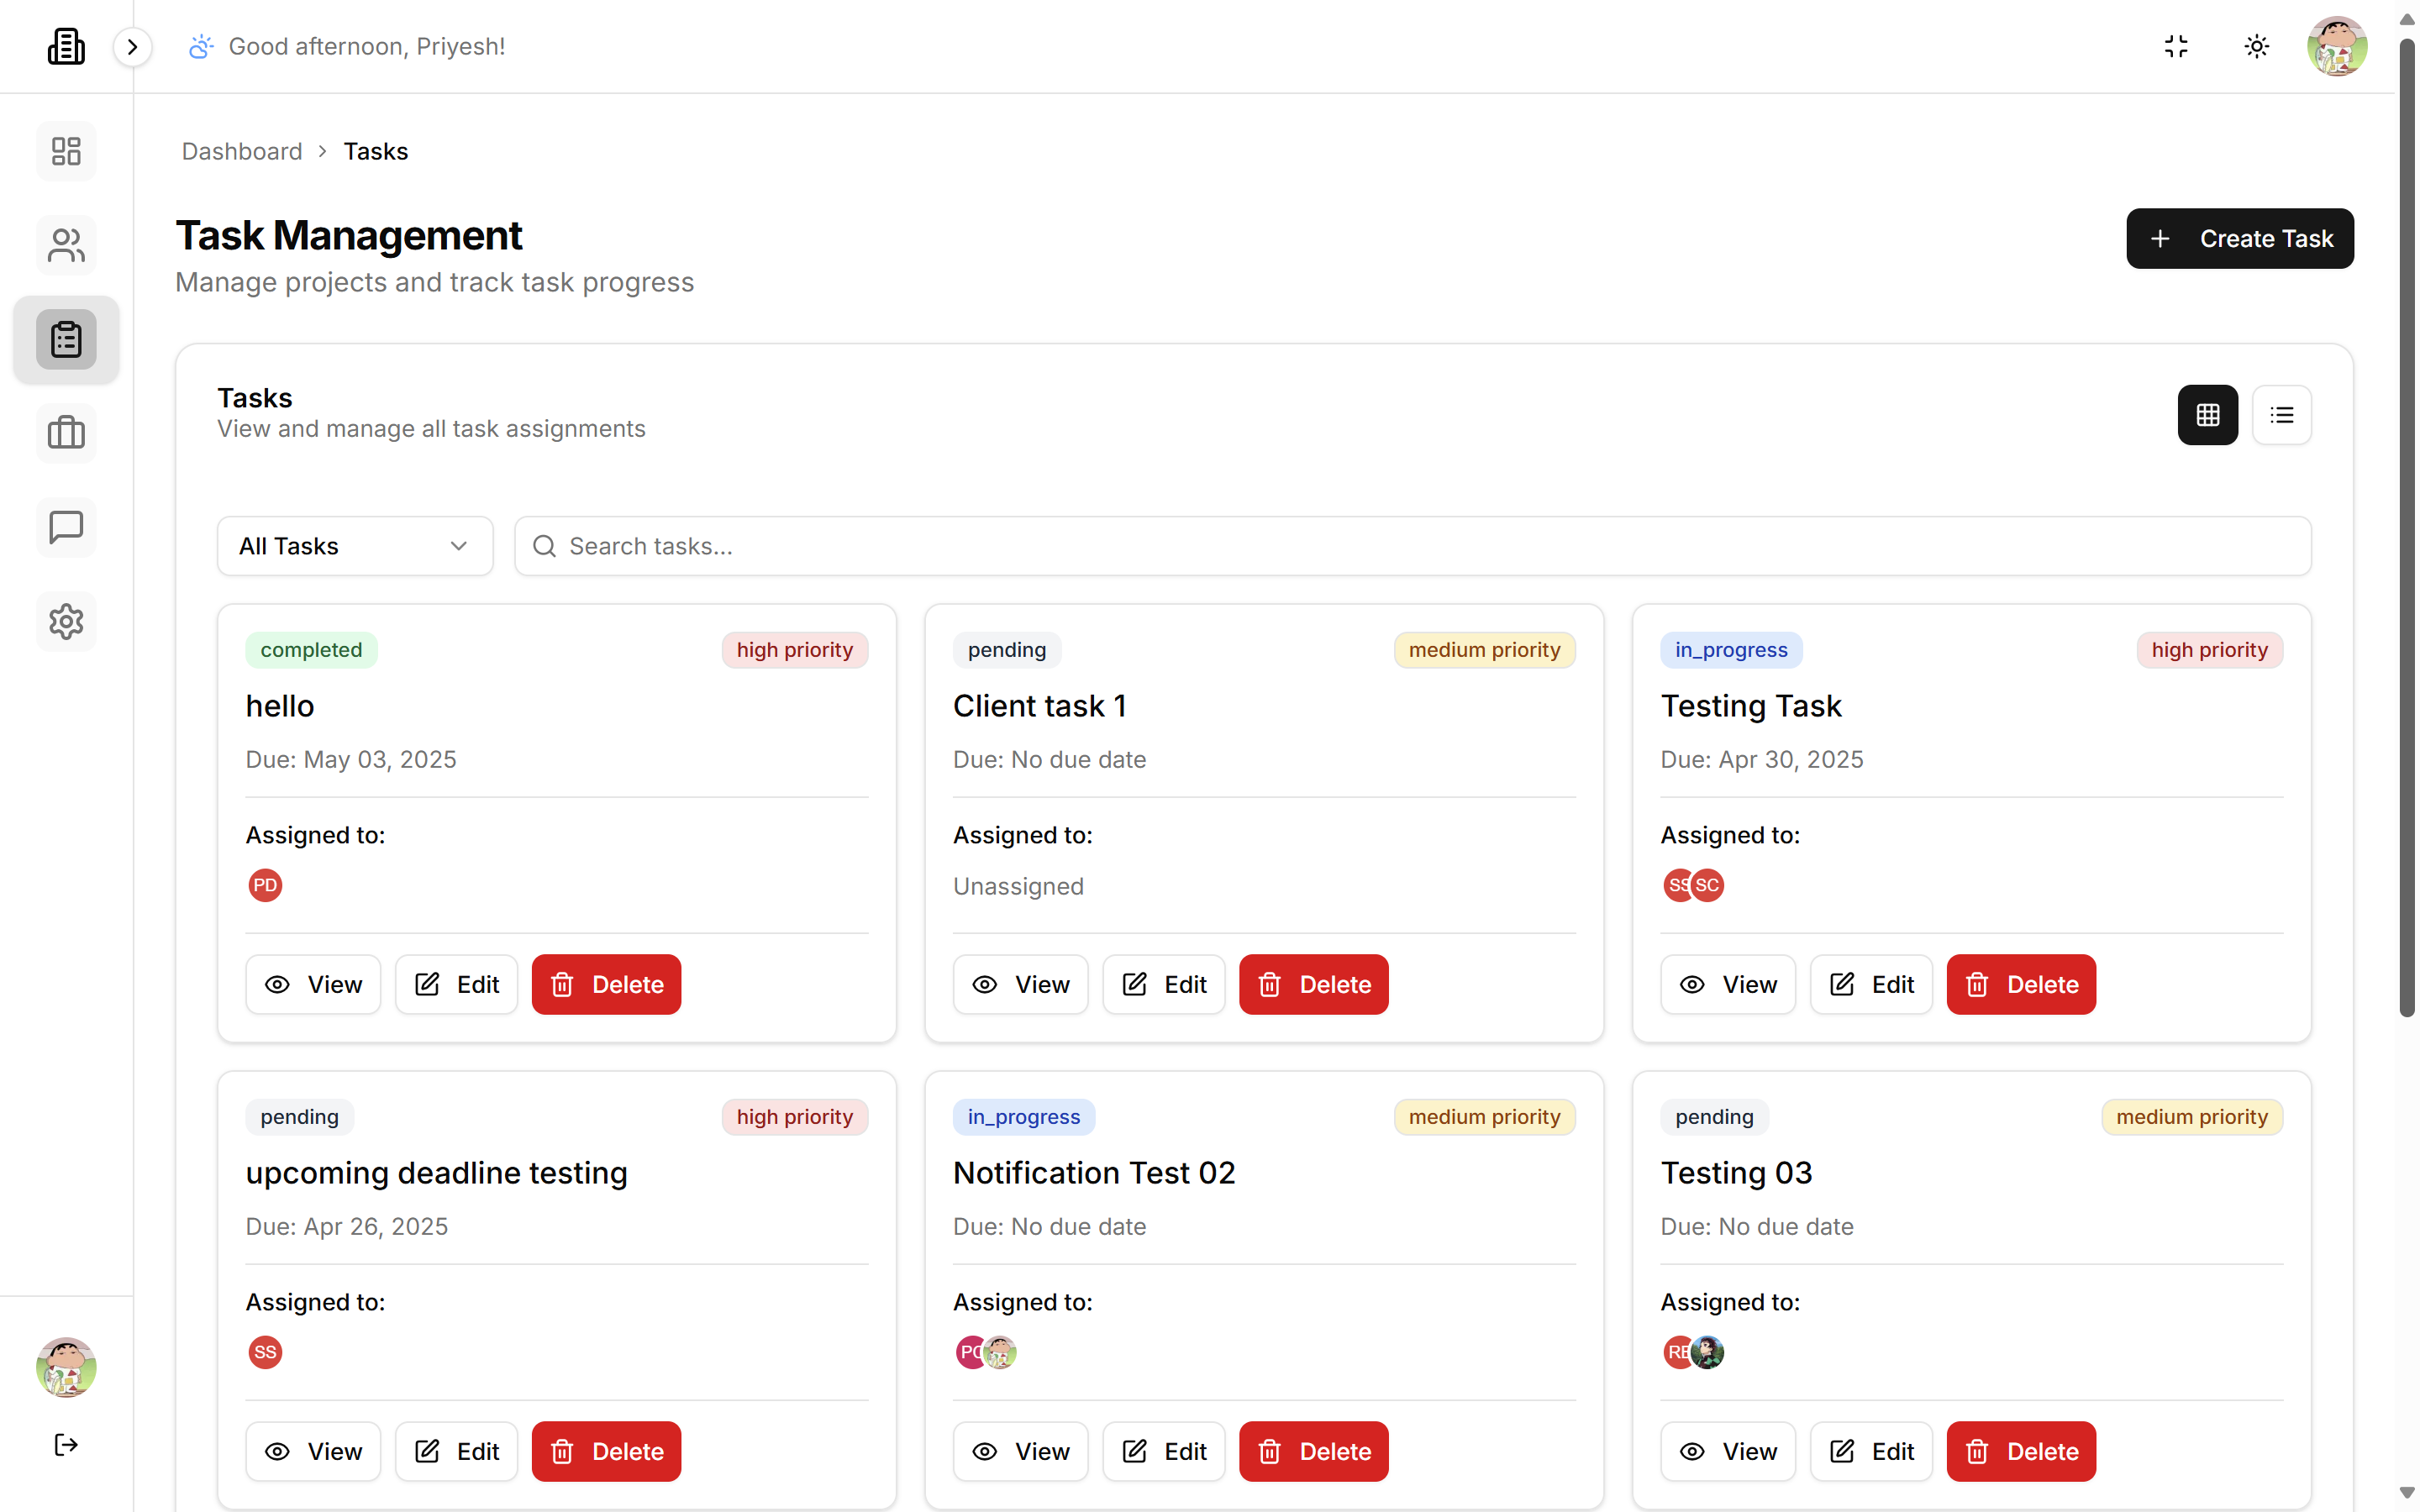 Good afternoon, Priyesh!
Dashboard > Tasks
Task Management
Manage projects and track task progress
Create Task
Tasks
View and manage all task assignments
All Tasks
Search tasks...
completed
high priority
hello
Due: May 03, 2025
Assigned to:
PD
View
Edit
Delete
pending
medium priority
Client task 1
Due: No due date
Assigned to:
Unassigned
View
Edit
Delete
in_progress
high priority
Testing Task
Due: Apr 30, 2025
Assigned to:
SS SC
View
Edit
Delete
pending
high priority
upcoming deadline testing
Due: Apr 26, 2025
Assigned to:
SS
View
Edit
Delete
in_progress
medium priority
Notification Test 02
Due: No due date
Assigned to:
View
Edit
Delete
pending
medium priority
Testing 03
Due: No due date
Assigned to:
View
Edit
Delete